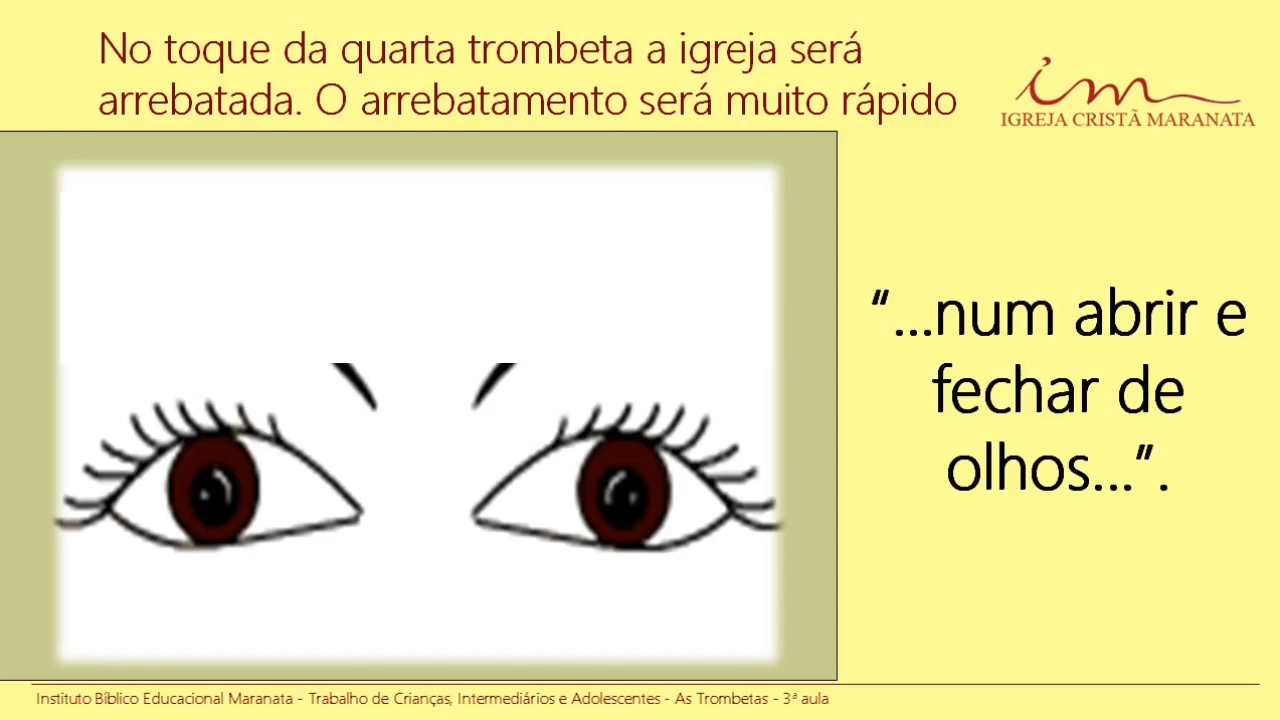 No toque da quarta trombeta a igreja será
arrebatada. O arrebatamento será muito rápido
im
IGREJA CRISTÃ MARANATA
“...num abrir e
fechar de
olhos...”.
Instituto Bíblico Educacional Maranata - Trabalho de Crianças, Intermediários e Adolescentes - As Trombetas - 3ª aula